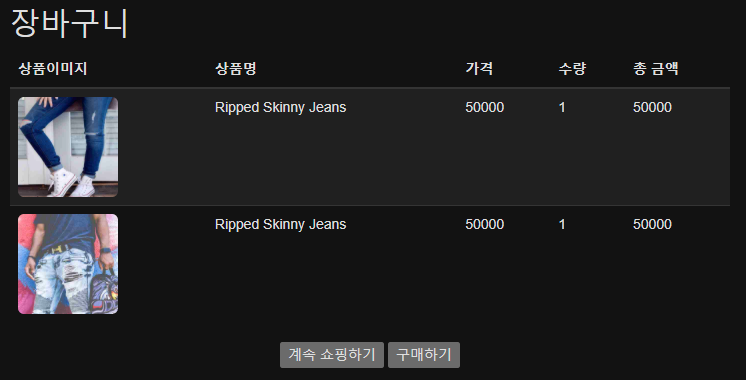 장바구니
상품이미지 상품명 가격 수량 총 금액
Ripped Skinny Jeans 50000 1 50000
Ripped Skinny Jeans 50000 1 50000
계속 쇼핑하기 구매하기